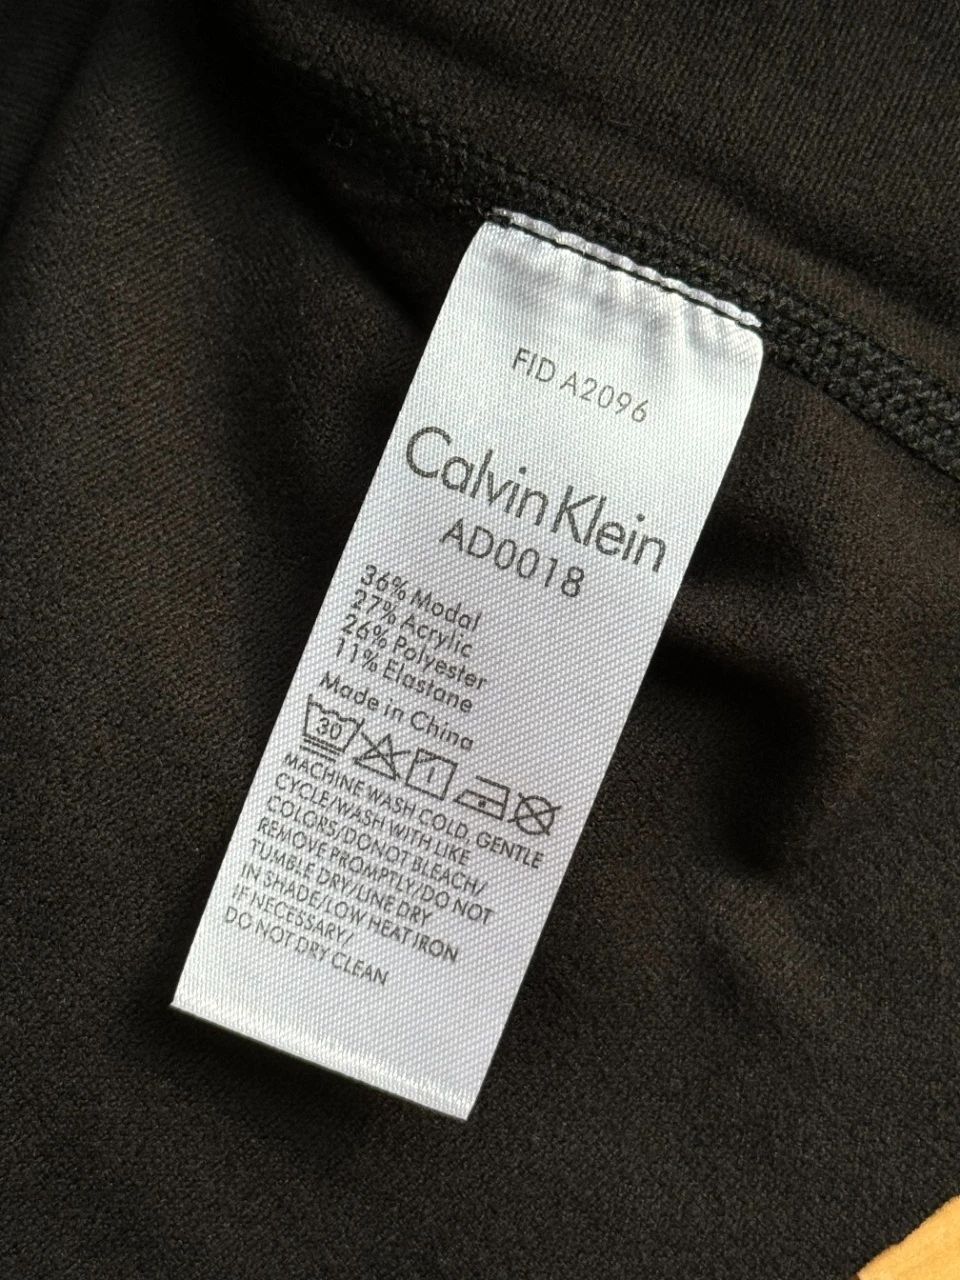 FID A2096
Calvin Klein
AD0018
36% Modal
27% Acrylic
26% Polyester
11% Elastane
Made in China
30
MACHINE WASH COLD, GENTLE
CYCLE/WASH WITH LIKE
COLORS/DO NOT BLEACH/
REMOVE PROMPTLY/DO NOT
TUMBLE DRY/LINE DRY
IN SHADE/LOW HEAT IRON
IF NECESSARY/
DO NOT DRY CLEAN